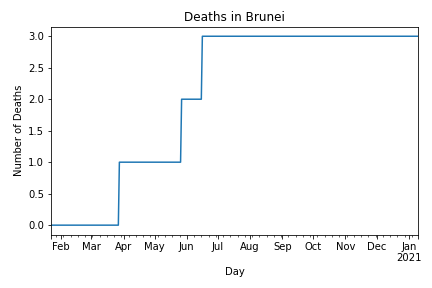 Deaths in Brunei
3.0
2.5
2.0
1.5
1.0
0.5
0.0
Number of Deaths
Feb Mar Apr May Jun Jul Aug Sep Oct Nov Dec Jan
2021
Day